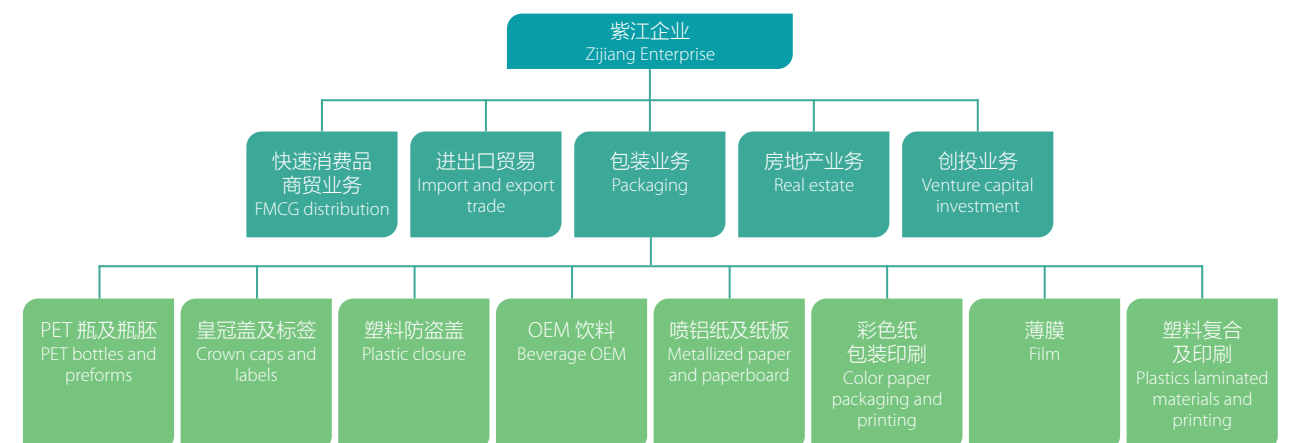 紫江企业
Zijiang Enterprise
快速消费品
商贸业务
FMCG distribution
进出口贸易
Import and export
trade
包装业务
Packaging
房地产业务
Real estate
创投业务
Venture capital
investment
PET 瓶及瓶胚
PET bottles and
preforms
皇冠盖及标签
Crown caps and
labels
塑料防盗盖
Plastic closure
OEM 饮料
Beverage OEM
喷铝纸及纸板
Metallized paper
and paperboard
彩色纸
包装印刷
Color paper
packaging and
printing
薄膜
Film
塑料复合
及印刷
Plastics laminated
materials and
printing